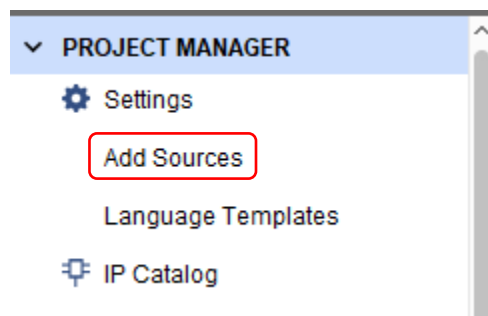 PROJECT MANAGER
Settings
Add Sources
Language Templates
IP Catalog